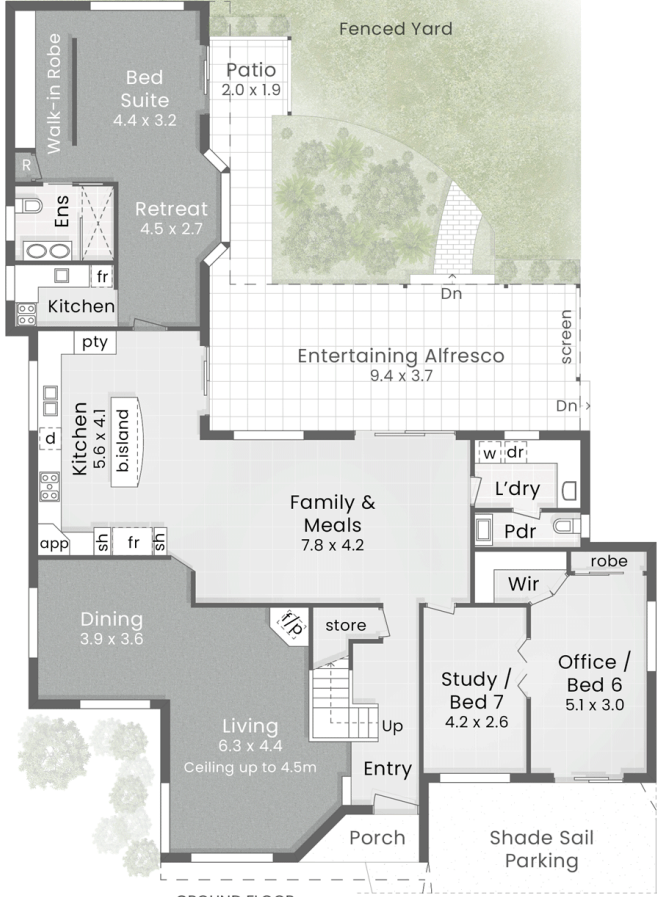 Fenced Yard
Walk-in Robe
Bed
Suite
4.4 x 3.2
Patio
2.0 x 1.9
R
Ens
Retreat
4.5 x 2.7
fr
Kitchen
Dn
pty
Entertaining Alfresco
9.4 x 3.7
screen
Dn
Kitchen
5.6 x 4.1
b.island
d
w
dr
L'dry
Family &
Meals
7.8 x 4.2
Pdr
app
sh
fr
sh
robe
Wir
Dining
3.9 x 3.6
f/p
store
Study /
Bed 7
4.2 x 2.6
Office /
Bed 6
5.1 x 3.0
Living
6.3 x 4.4
Ceiling up to 4.5m
Up
Entry
Porch
Shade Sail
Parking
GROUND FLOOR